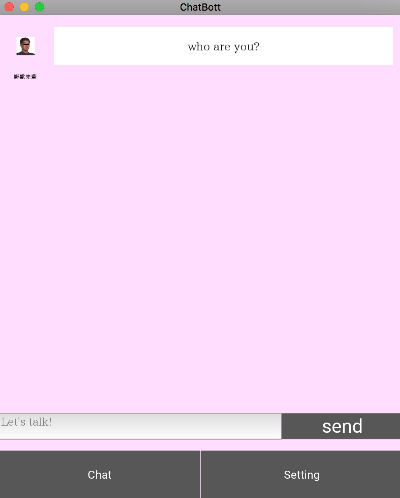 ChatBott
who are you?
Let's talk!
send
Chat
Setting